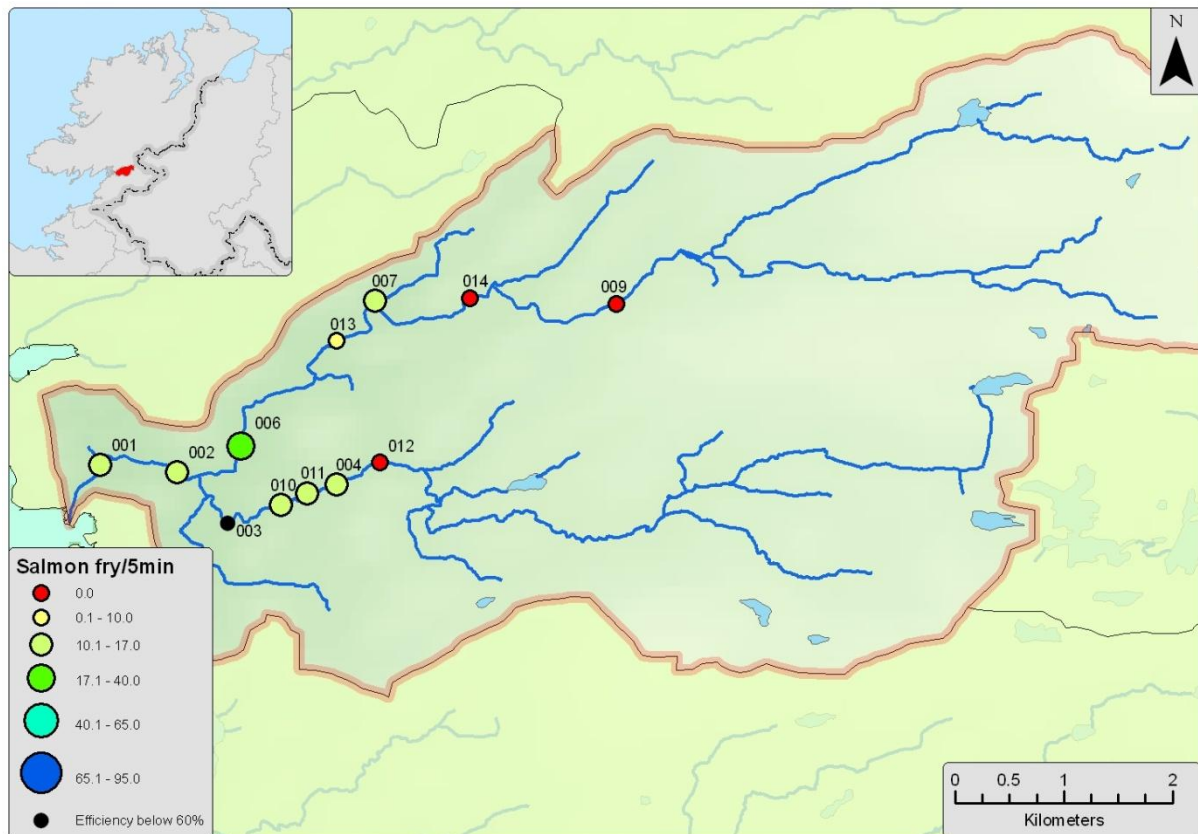 N
007
014
009
013
006
001
002
012
004
011
010
003
Salmon fry/5min
0.0
0.1 - 10.0
10.1 - 17.0
17.1 - 40.0
40.1 - 65.0
65.1 - 95.0
Efficiency below 60%
0 0.5 1 2
Kilometers